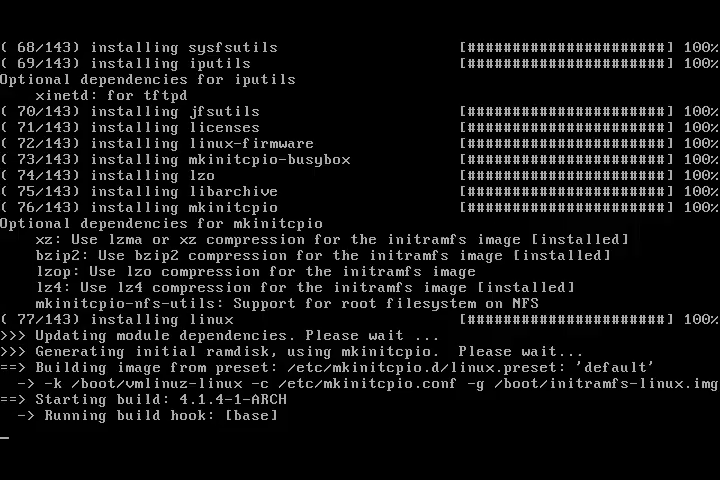 ( 68/143) installing sysfsutils [######################] 100%
( 69/143) installing iputils [######################] 100%
Optional dependencies for iputils
xinetd: for tftpd
( 70/143) installing jfsutils [######################] 100%
( 71/143) installing licenses [######################] 100%
( 72/143) installing linux-firmware [######################] 100%
( 73/143) installing mkinitcpio-busybox [######################] 100%
( 74/143) installing lzo [######################] 100%
( 75/143) installing libarchive [######################] 100%
( 76/143) installing mkinitcpio [######################] 100%
Optional dependencies for mkinitcpio
xz: Use lzma or xz compression for the initramfs image [installed]
bzip2: Use bzip2 compression for the initramfs image [installed]
lzop: Use lzo compression for the initramfs image
lz4: Use lz4 compression for the initramfs image [installed]
mkinitcpio-nfs-utils: Support for root filesystem on NFS
( 77/143) installing linux [######################] 100%
>>> Updating module dependencies. Please wait ...
>>> Generating initial ramdisk, using mkinitcpio.  Please wait...
==> Building image from preset: /etc/mkinitcpio.d/linux.preset: 'default'
-> -k /boot/vmlinuz-linux -c /etc/mkinitcpio.conf -g /boot/initramfs-linux.img
==> Starting build: 4.1.4-1-ARCH
-> Running build hook: [base]